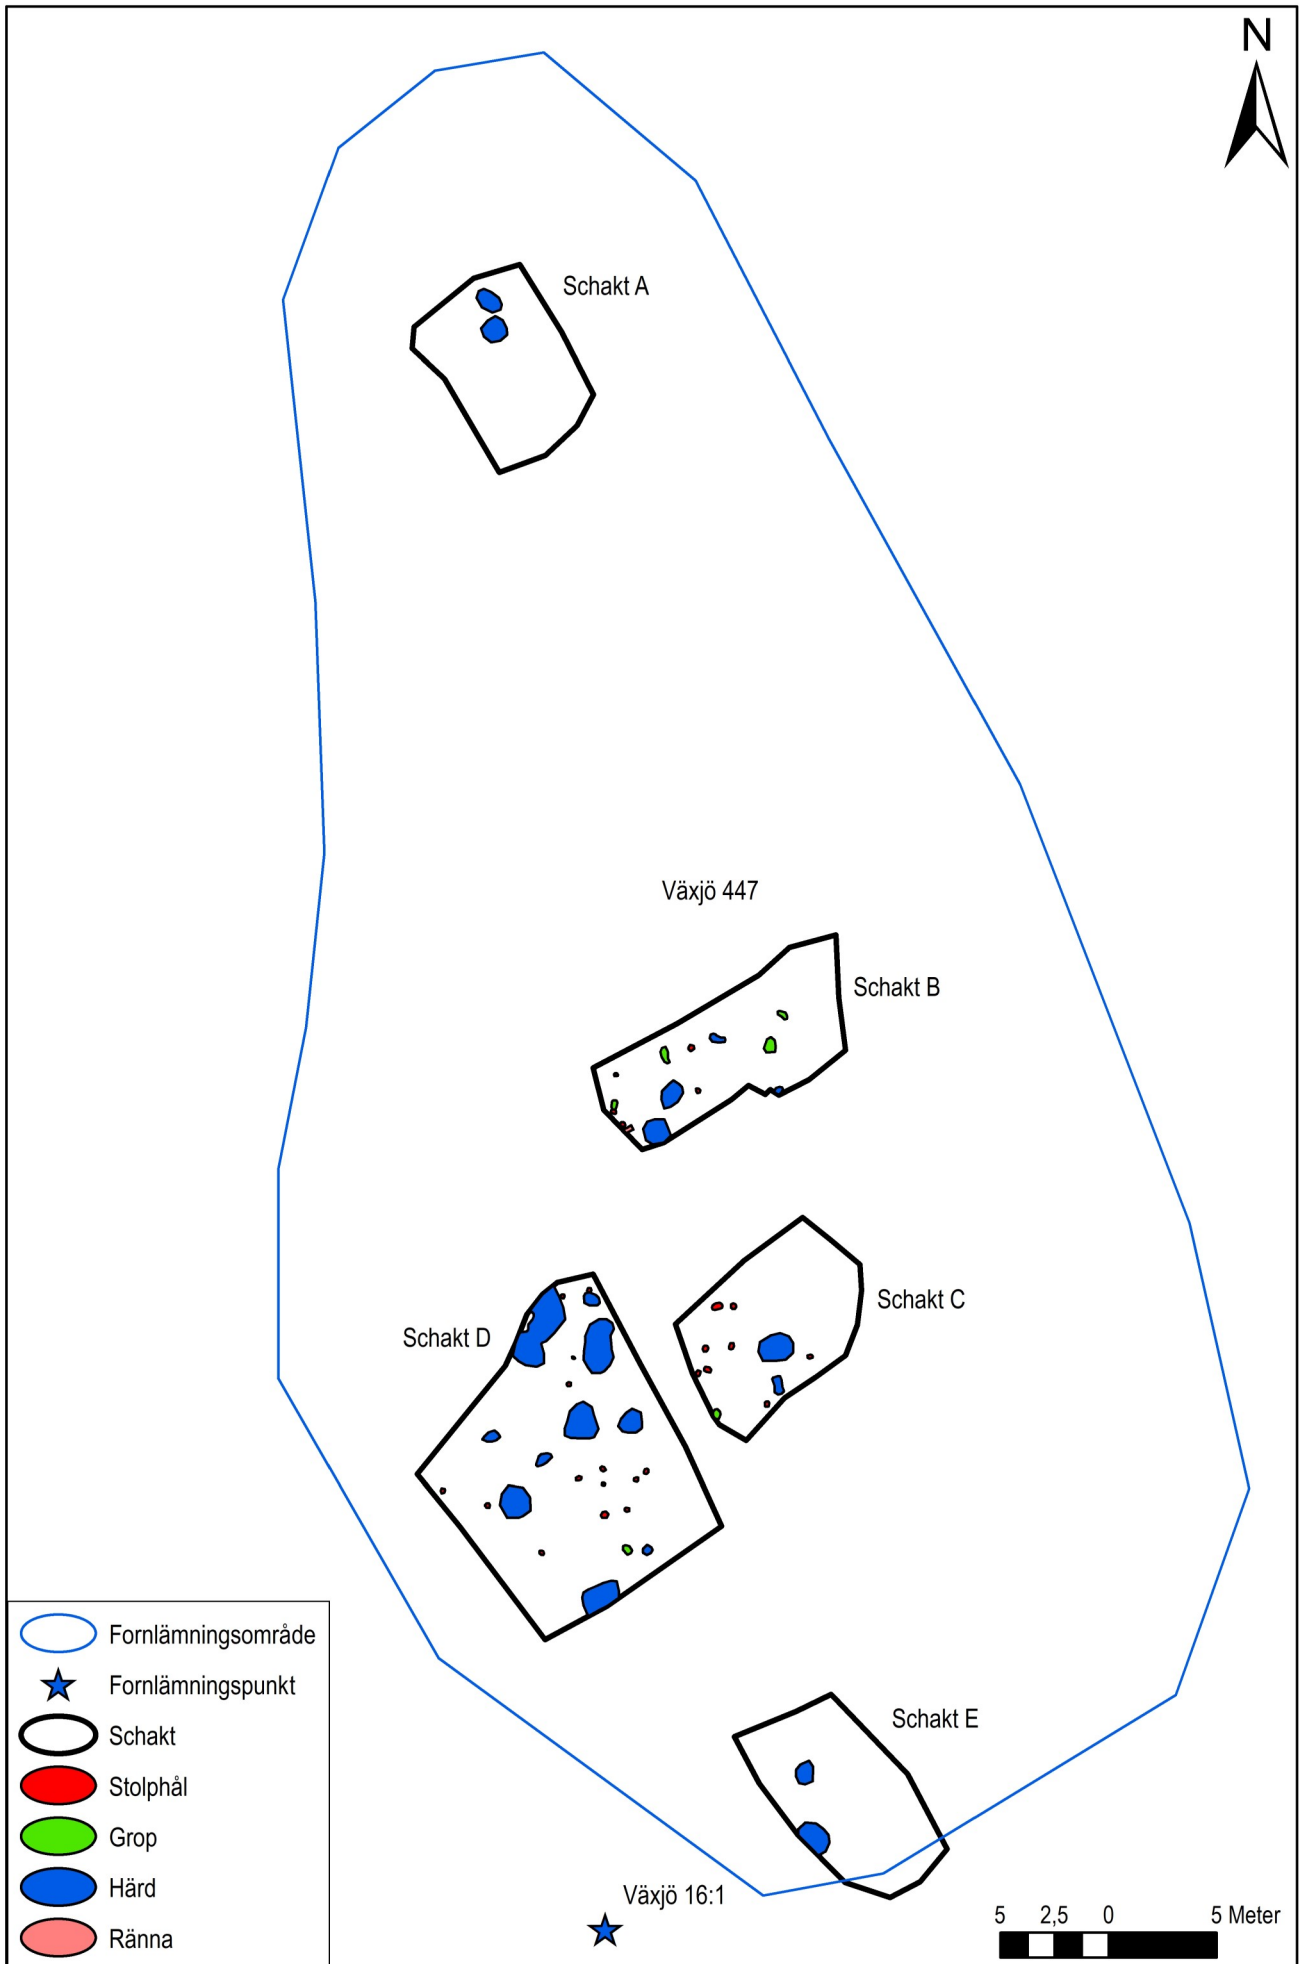 N
Schakt A
Växjö 447
Schakt B
Schakt C
Schakt D
Schakt E
Växjö 16:1
Fornlämningsområde
Fornlämningspunkt
Schakt
Stolphål
Grop
Härd
Ränna
5 2,5 0 5 Meter